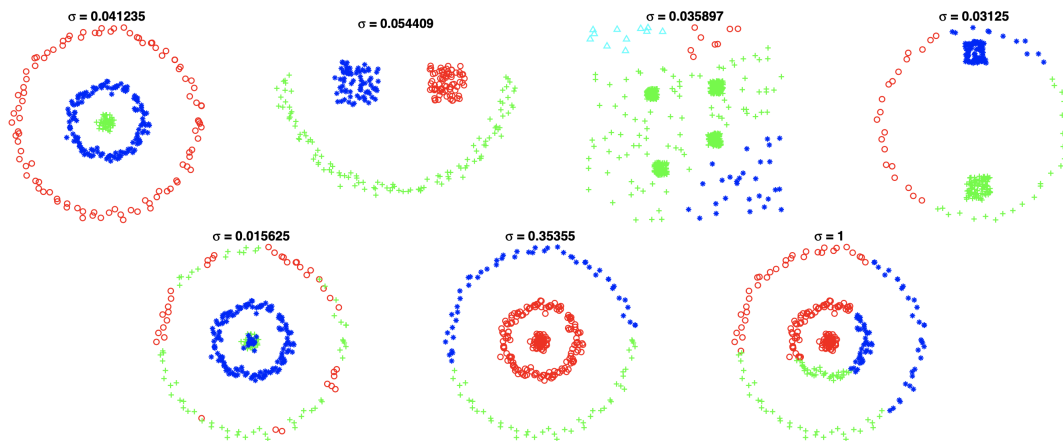 σ = 0.041235
σ = 0.054409
σ = 0.035897
σ = 0.03125
σ = 0.015625
σ = 0.35355
σ = 1